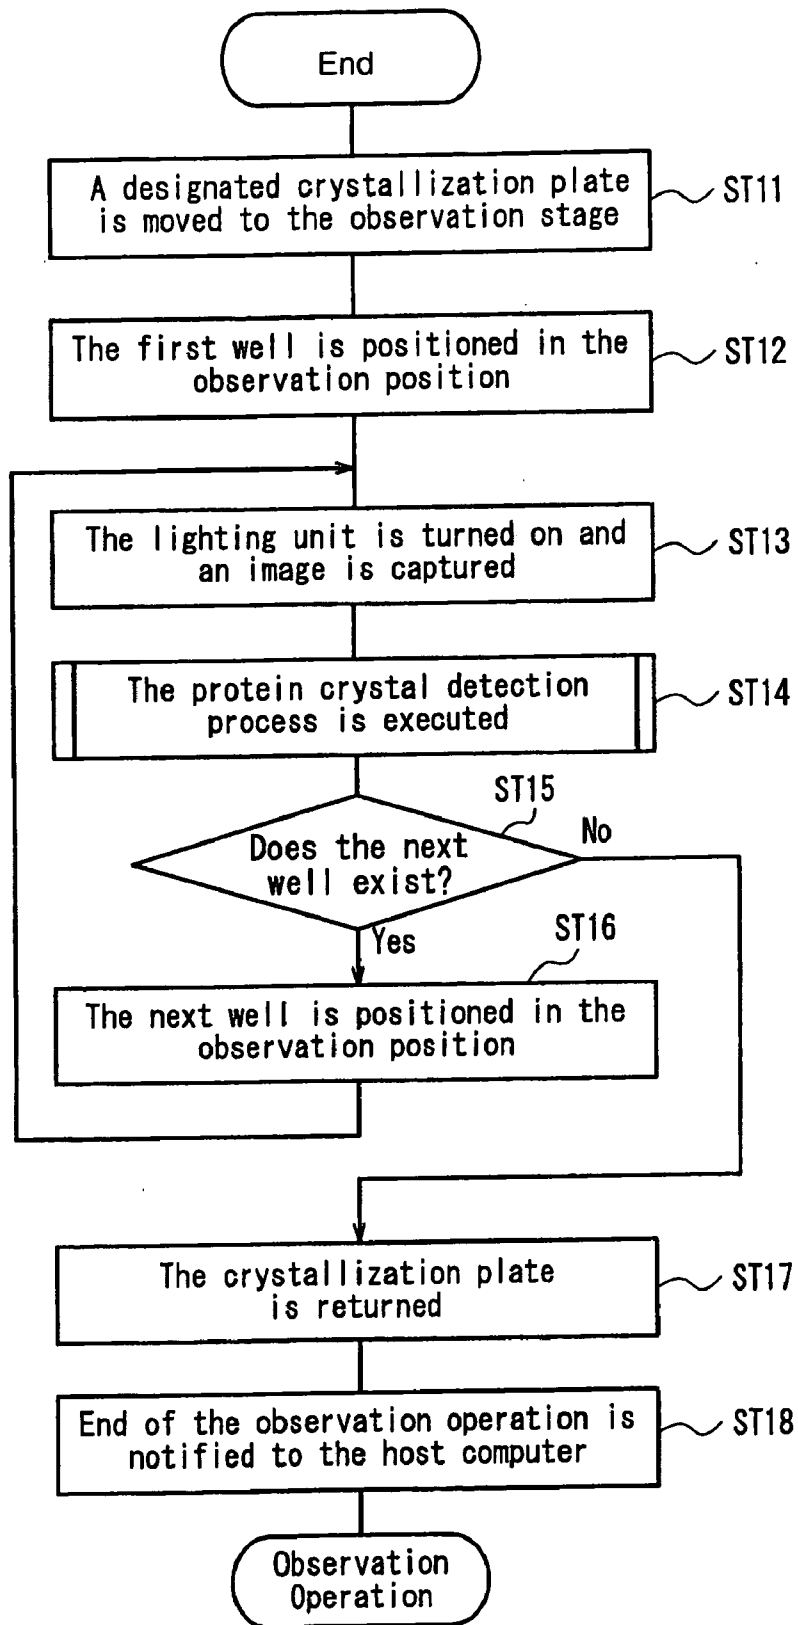 End
A designated crystallization plate
is moved to the observation stage
ST11
The first well is positioned in the
observation position
ST12
The lighting unit is turned on and
an image is captured
ST13
The protein crystal detection
process is executed
ST14
ST15
Does the next
well exist?
No
Yes
ST16
The next well is positioned in the
observation position
The crystallization plate
is returned
ST17
End of the observation operation is
notified to the host computer
ST18
Observation
Operation